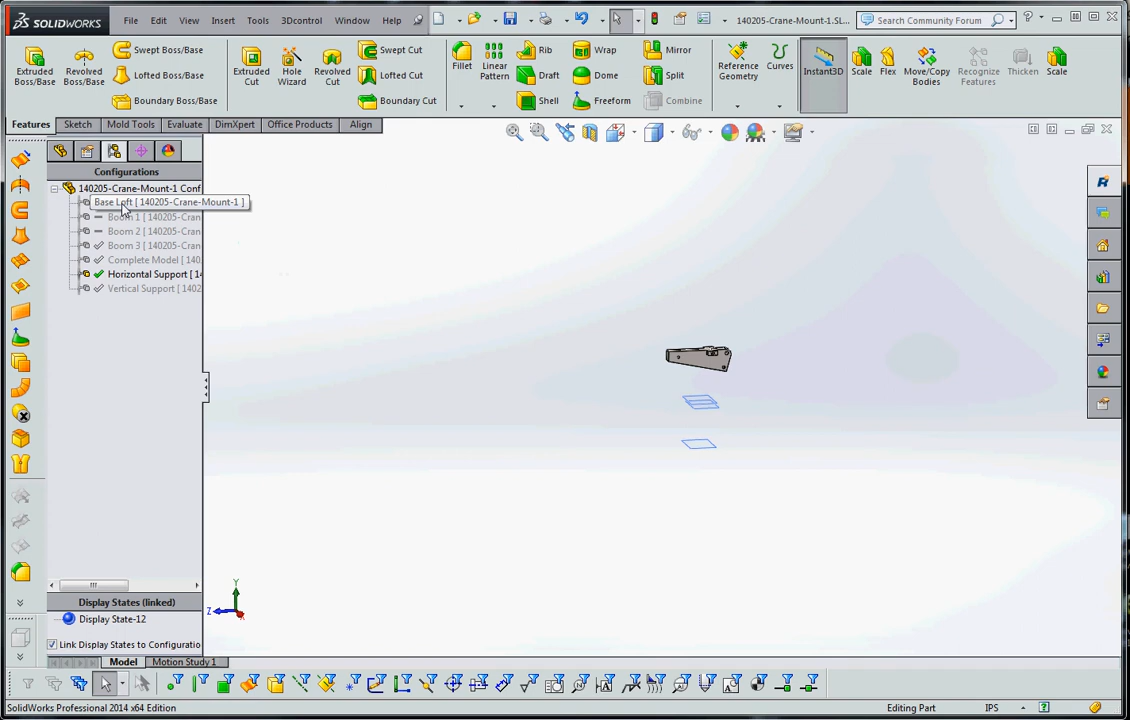 SOLIDWORKS File Edit View Insert Tools 3Dcontrol Window Help 140205-Crane-Mount-1.SL... Search Community Forum
Extruded Boss/Base
Revolved Boss/Base
Swept Boss/Base
Lofted Boss/Base
Boundary Boss/Base
Extruded Cut
Hole Wizard
Revolved Cut
Swept Cut
Lofted Cut
Boundary Cut
Fillet
Linear Pattern
Rib
Draft
Shell
Wrap
Dome
Freeform
Mirror
Split
Combine
Reference Geometry
Curves
Instant3D
Scale
Flex
Move/Copy Bodies
Recognize Features
Thicken
Scale
Features Sketch Mold Tools Evaluate DimXpert Office Products Align
Configurations
140205-Crane-Mount-1 Conf
Base Loft [ 140205-Crane-Mount-1 ]
Boom 1 [ 140205-Cran
Boom 2 [ 140205-Cran
Boom 3 [ 140205-Cran
Complete Model [ 140
Horizontal Support [ 14
Vertical Support [ 1402
Y
Z
Display States (linked)
Display State-12
Link Display States to Configuratio
Model Motion Study 1
SolidWorks Professional 2014 x64 Edition Editing Part IPS